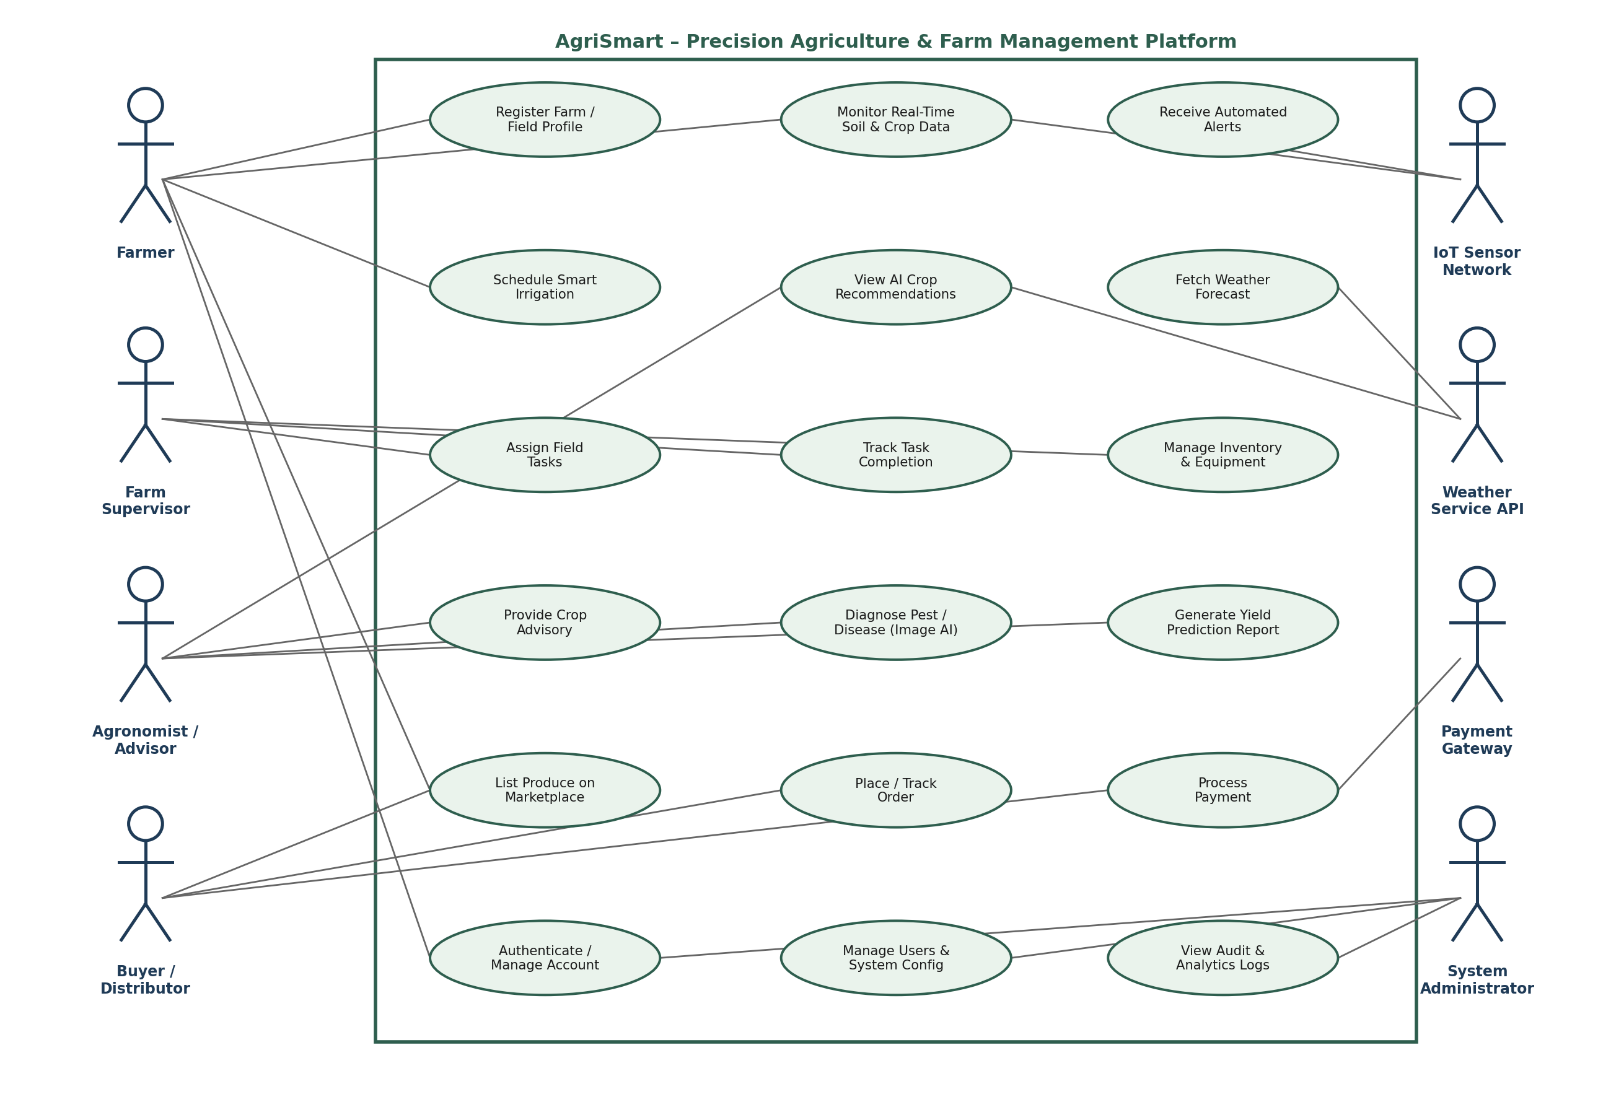 AgriSmart – Precision Agriculture & Farm Management Platform
Register Farm /
Field Profile
Monitor Real-Time
Soil & Crop Data
Receive Automated
Alerts
Farmer
IoT Sensor
Network
Schedule Smart
Irrigation
View AI Crop
Recommendations
Fetch Weather
Forecast
Assign Field
Tasks
Track Task
Completion
Manage Inventory
& Equipment
Farm
Supervisor
Weather
Service API
Provide Crop
Advisory
Diagnose Pest /
Disease (Image AI)
Generate Yield
Prediction Report
Agronomist /
Advisor
Payment
Gateway
List Produce on
Marketplace
Place / Track
Order
Process
Payment
Authenticate /
Manage Account
Manage Users &
System Config
View Audit &
Analytics Logs
Buyer /
Distributor
System
Administrator